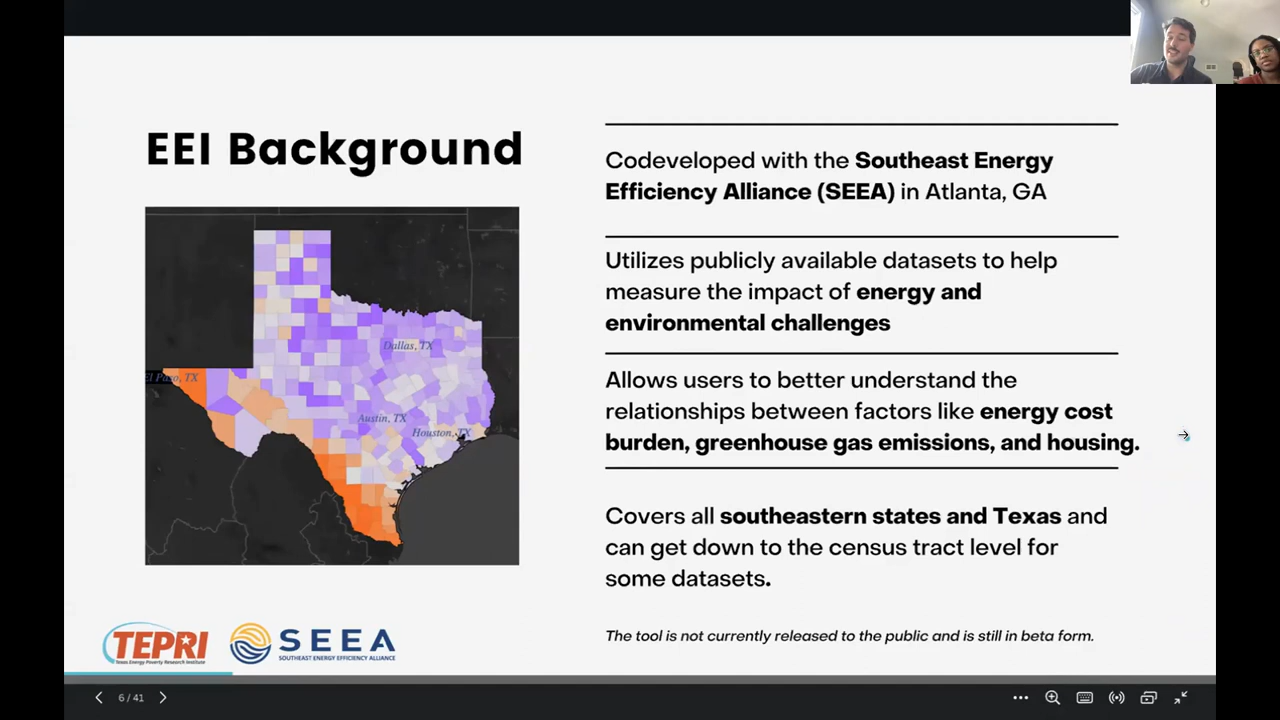 EEI Background
El Paso, TX
Dallas, TX
Austin, TX
Houston, TX
Codeveloped with the Southeast Energy
Efficiency Alliance (SEEA) in Atlanta, GA
Utilizes publicly available datasets to help
measure the impact of energy and
environmental challenges
Allows users to better understand the
relationships between factors like energy cost
burden, greenhouse gas emissions, and housing.
Covers all southeastern states and Texas and
can get down to the census tract level for
some datasets.
The tool is not currently released to the public and is still in beta form.
TEPRI
Texas Energy Poverty Research Institute
SEEA
SOUTHEAST ENERGY EFFICIENCY ALLIANCE
6 / 41